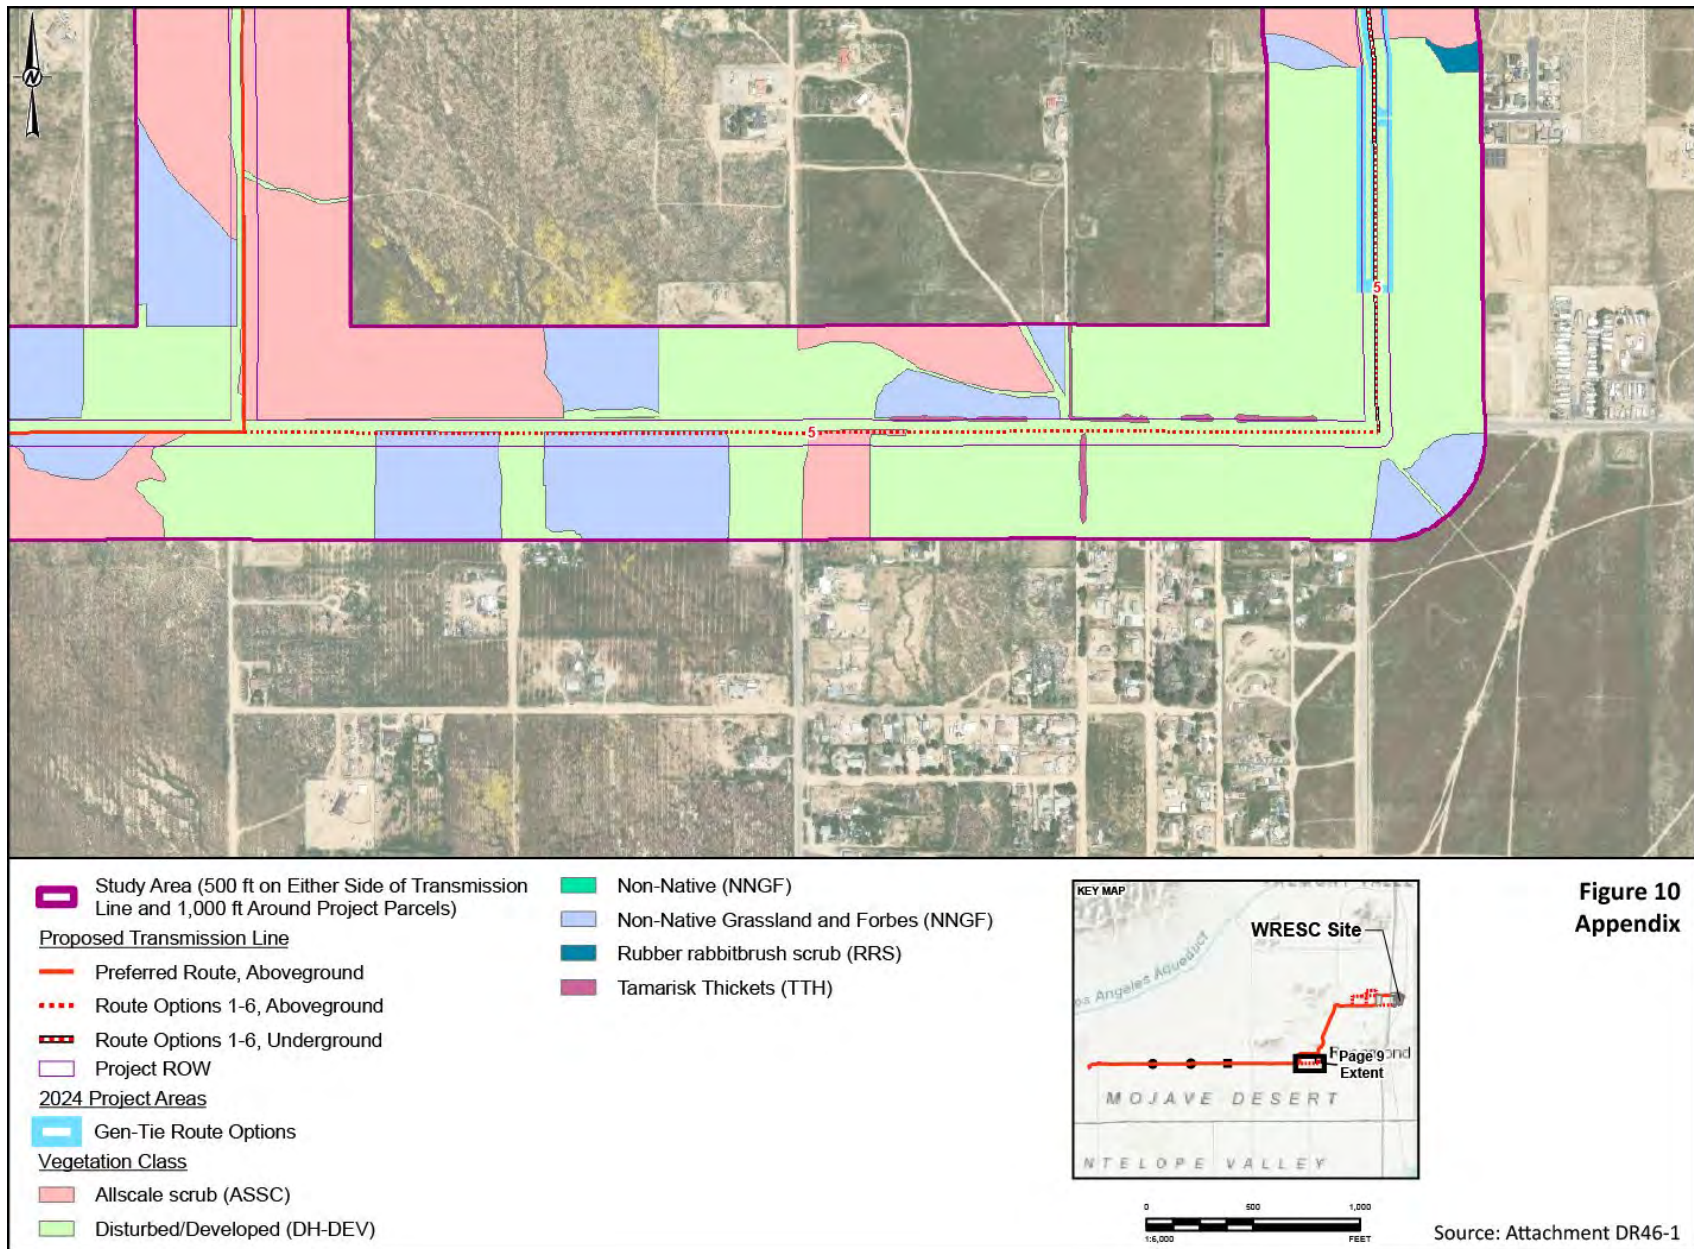 N
5
5
Study Area (500 ft on Either Side of Transmission
Line and 1,000 ft Around Project Parcels)
Proposed Transmission Line
Preferred Route, Aboveground
Route Options 1-6, Aboveground
Route Options 1-6, Underground
Project ROW
2024 Project Areas
Gen-Tie Route Options
Vegetation Class
Allscale scrub (ASSC)
Disturbed/Developed (DH-DEV)
Non-Native (NNGF)
Non-Native Grassland and Forbes (NNGF)
Rubber rabbitbrush scrub (RRS)
Tamarisk Thickets (TTH)
KEY MAP
WRESC Site
os Angeles Aqueduct
Page 9
Extent
MOJAVE DESERT
NTELOPE VALLEY
0 500 1,000
1:6,000 FEET
Figure 10
Appendix
Source: Attachment DR46-1